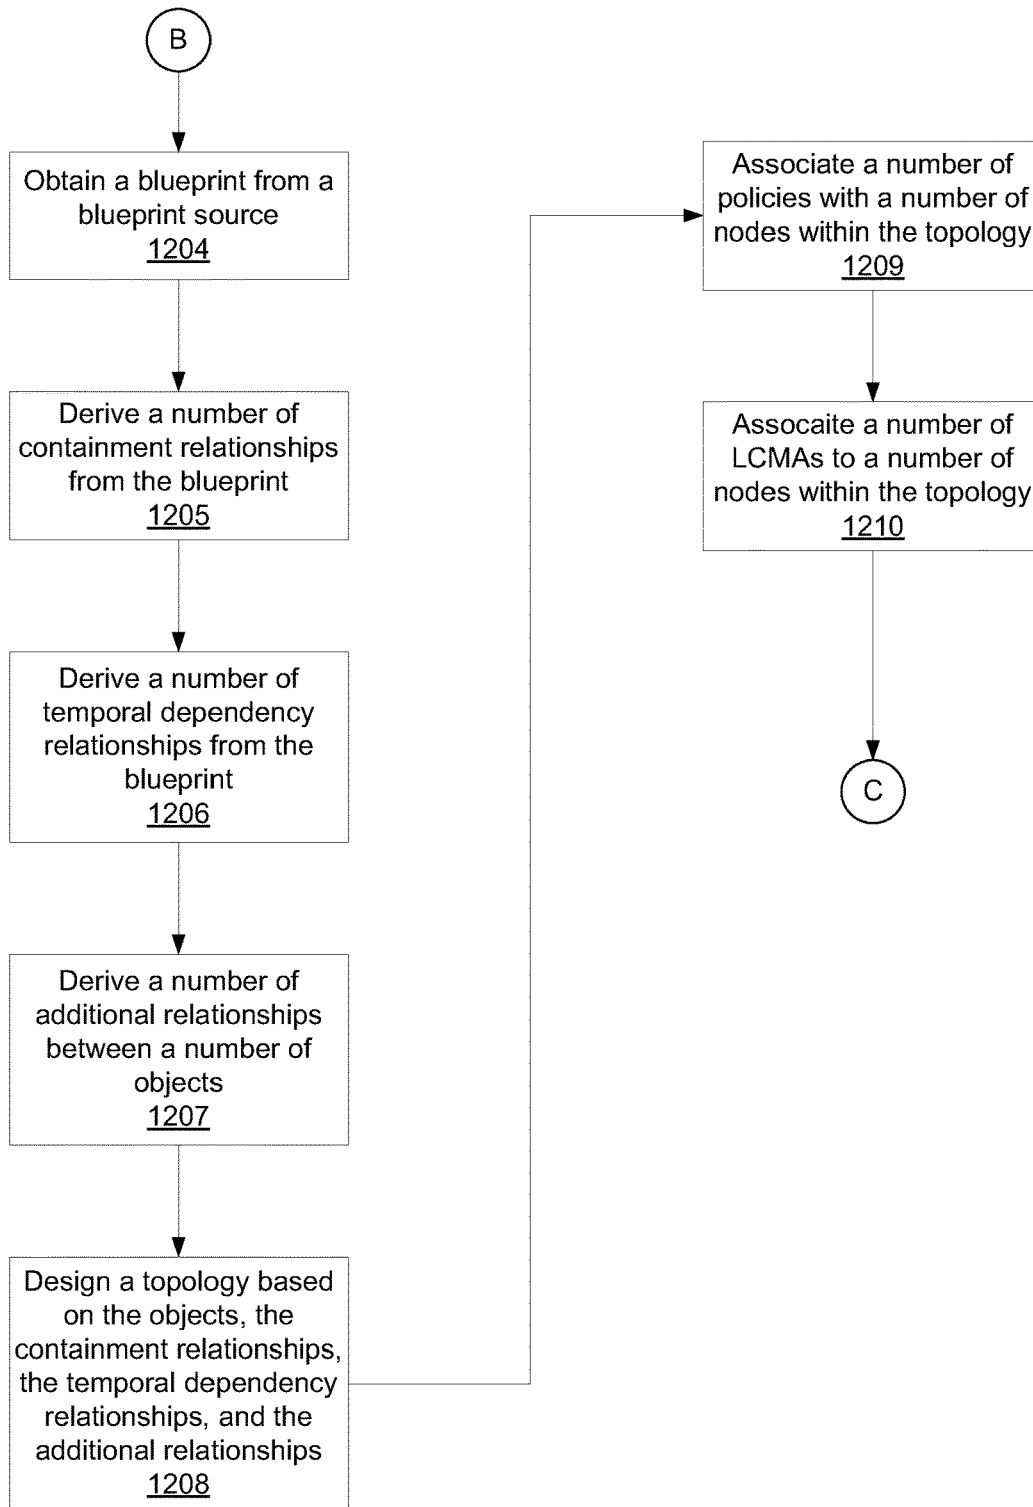 B
Obtain a blueprint from a
blueprint source
1204
Derive a number of
containment relationships
from the blueprint
1205
Derive a number of
temporal dependency
relationships from the
blueprint
1206
Derive a number of
additional relationships
between a number of
objects
1207
Design a topology based
on the objects, the
containment relationships,
the temporal dependency
relationships, and the
additional relationships
1208
Associate a number of
policies with a number of
nodes within the topology
1209
Assocaite a number of
LCMAs to a number of
nodes within the topology
1210
C